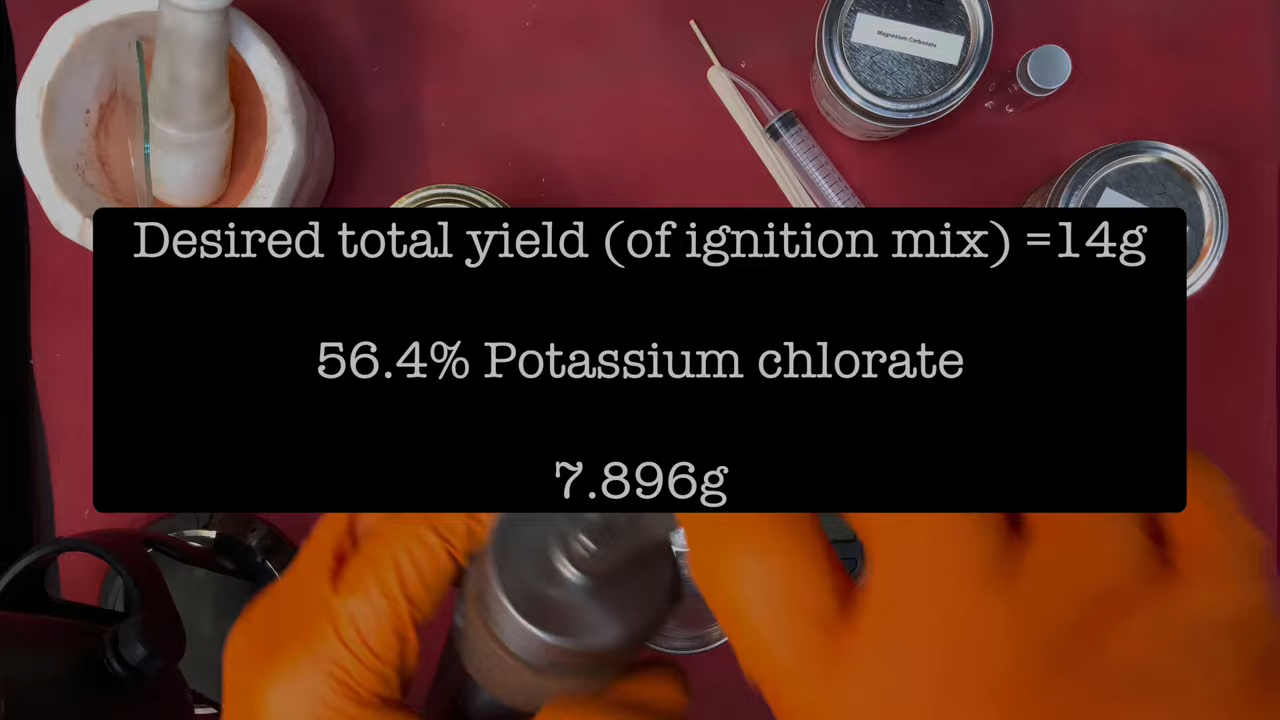 Magnesium Carbonate
Desired total yield (of ignition mix) =14g
56.4% Potassium chlorate
7.896g